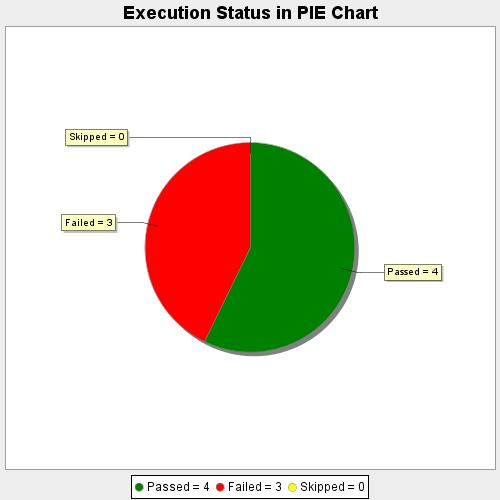 Execution Status in PIE Chart
Skipped = 0
Failed = 3
Passed = 4
Passed = 4 Failed = 3 Skipped = 0